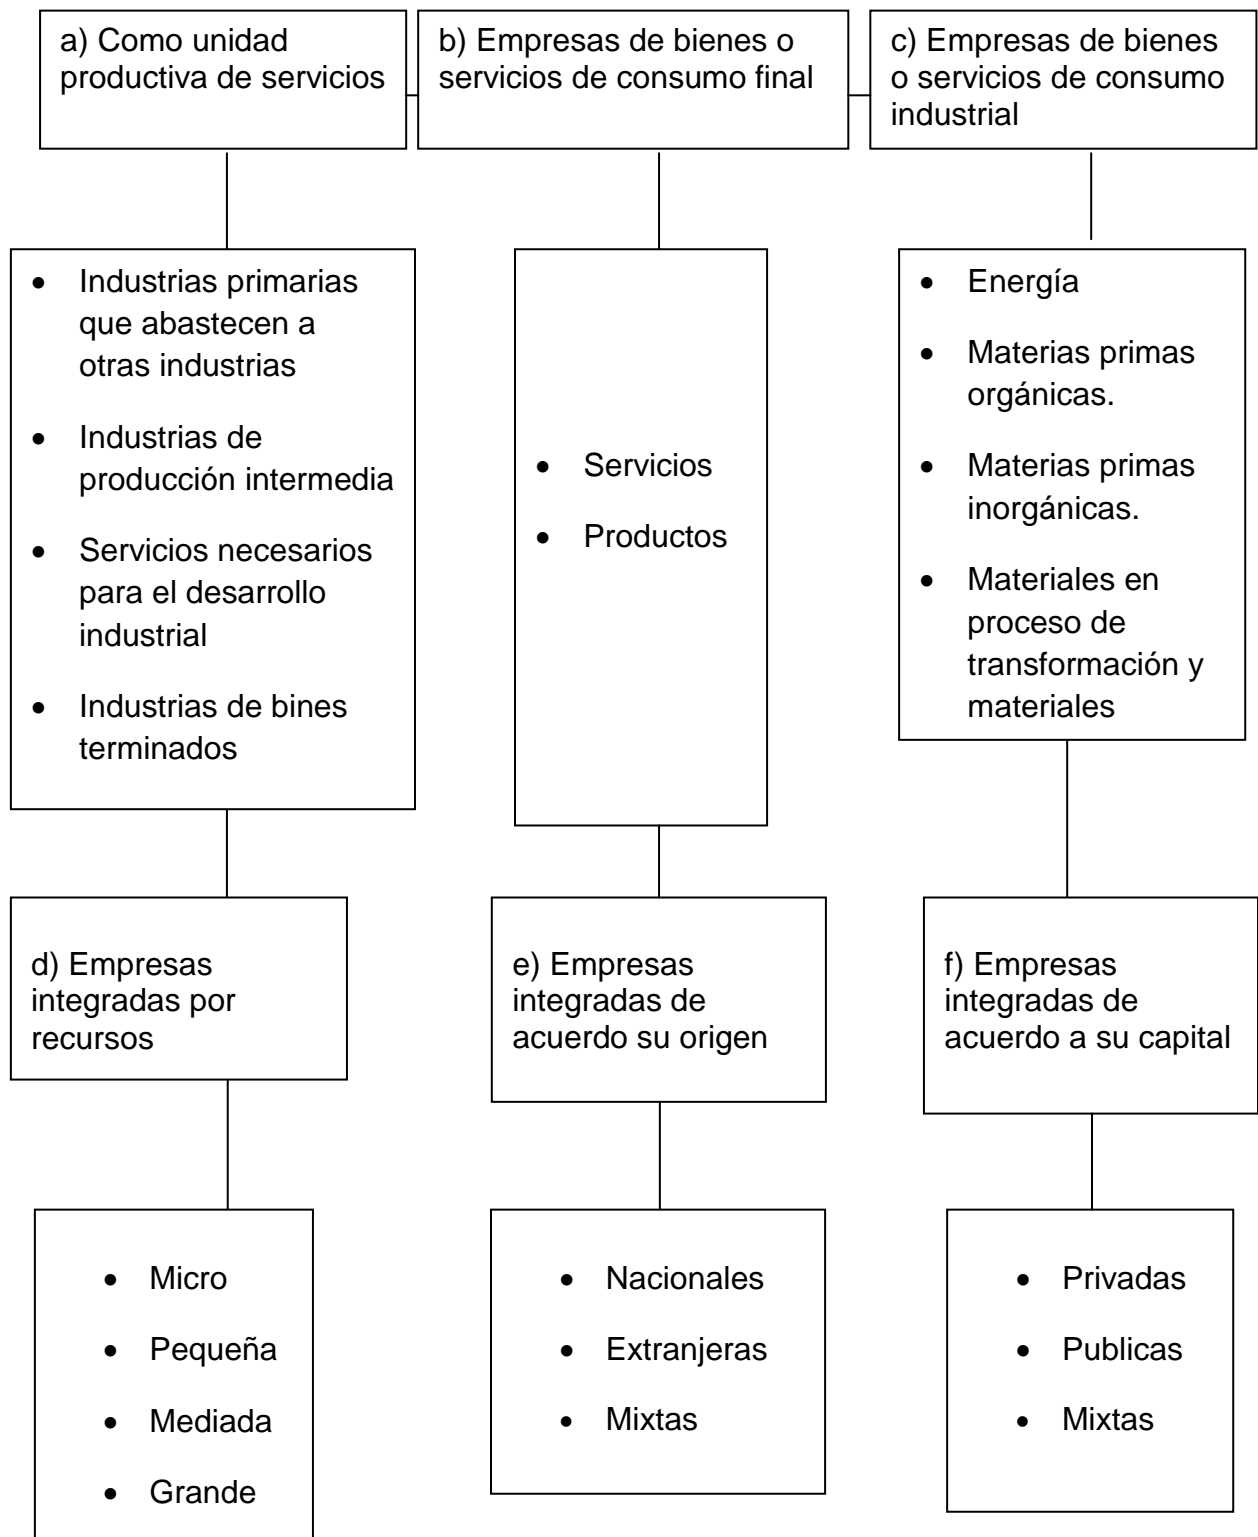 a) Como unidad
productiva de servicios
b) Empresas de bienes o
servicios de consumo final
c) Empresas de bienes
o servicios de consumo
industrial
• Industrias primarias
que abastecen a
otras industrias
• Industrias de
producción intermedia
• Servicios necesarios
para el desarrollo
industrial
• Industrias de bines
terminados
• Servicios
• Productos
• Energía
• Materias primas
orgánicas.
• Materias primas
inorgánicas.
• Materiales en
proceso de
transformación y
materiales
d) Empresas
integradas por
recursos
e) Empresas
integradas de
acuerdo su origen
f) Empresas
integradas de
acuerdo a su capital
• Micro
• Pequeña
• Mediada
• Grande
• Nacionales
• Extranjeras
• Mixtas
• Privadas
• Publicas
• Mixtas